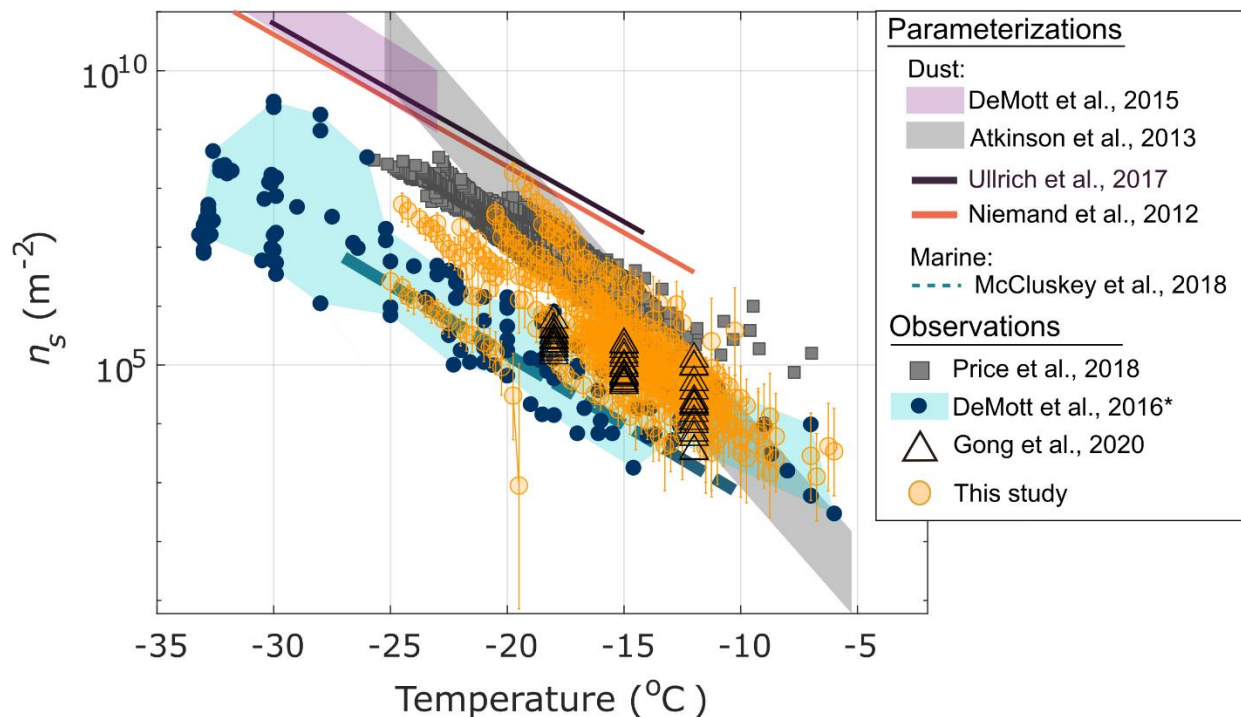 10^10
10^5
n_s (m^-2)
-35 -30 -25 -20 -15 -10 -5
Temperature (°C)
Parameterizations
Dust:
DeMott et al., 2015
Atkinson et al., 2013
Ullrich et al., 2017
Niemand et al., 2012
Marine:
McCluskey et al., 2018
Observations
Price et al., 2018
DeMott et al., 2016*
Gong et al., 2020
This study